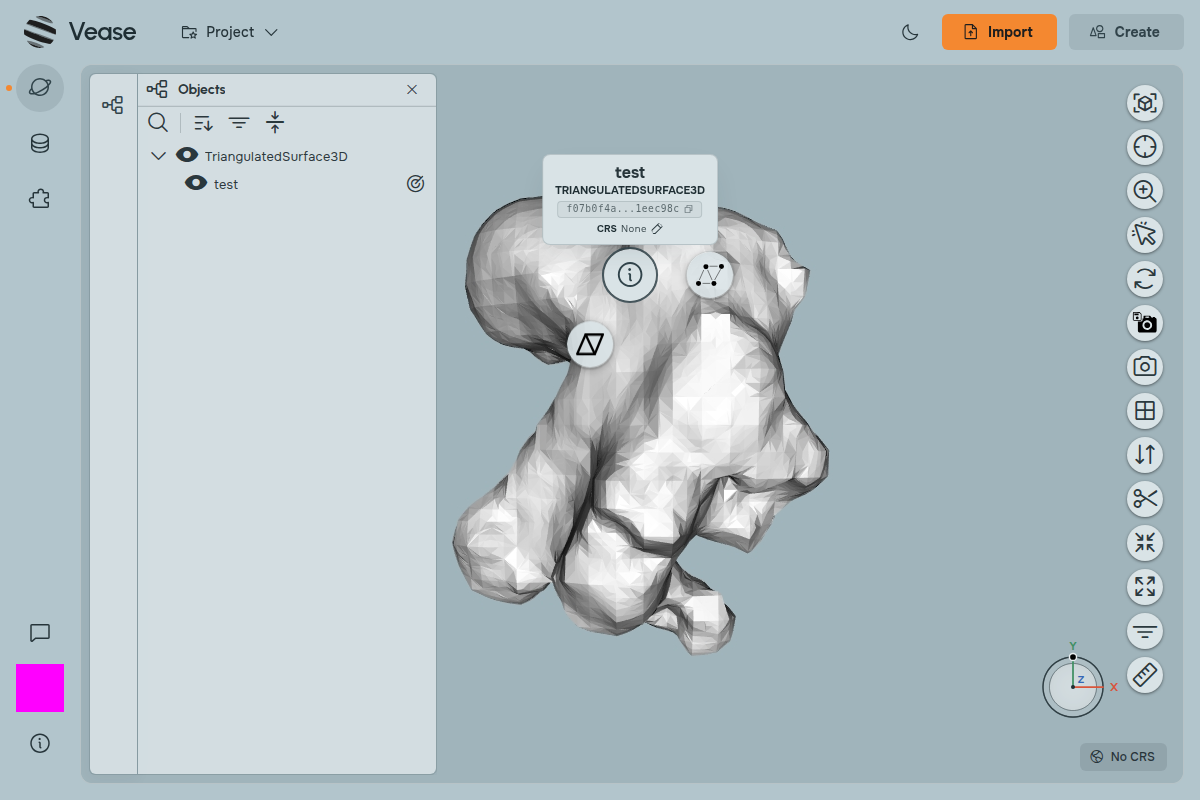 Vease
Project
Import
Create
Objects
TriangulatedSurface3D
test
test
TRIANGULATEDSURFACE3D
f07b0f4a...1eec98c
CRS None
Y
Z
X
No CRS